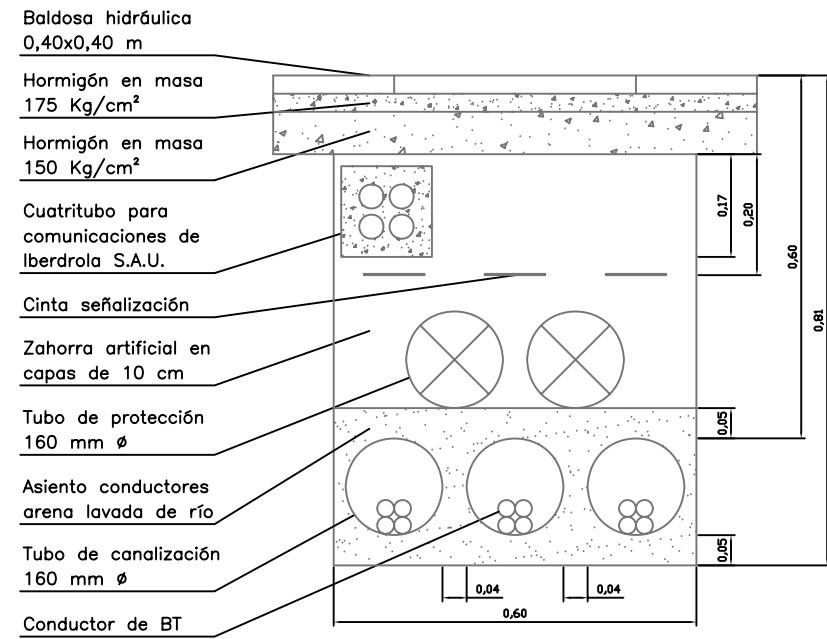 Baldosa hidráulica
0,40x0,40 m
Hormigón en masa
175 Kg/cm²
Hormigón en masa
150 Kg/cm²
Cuatritubo para
comunicaciones de
Iberdrola S.A.U.
Cinta señalización
Zahorra artificial en
capas de 10 cm
Tubo de protección
160 mm ø
Asiento conductores
arena lavada de río
Tubo de canalización
160 mm ø
Conductor de BT
0,17
0,20
0,60
0,81
0,05
0,05
0,04
0,04
0,60